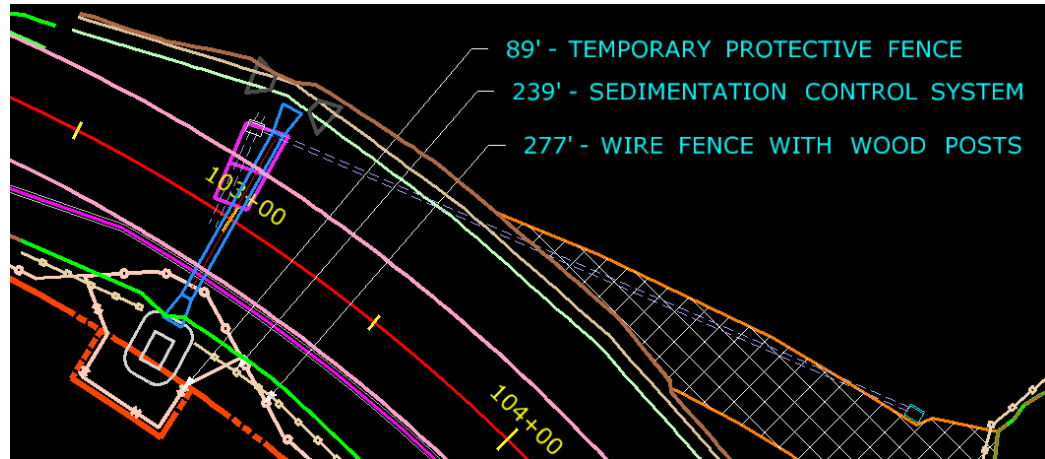 89' - TEMPORARY PROTECTIVE FENCE
239' - SEDIMENTATION CONTROL SYSTEM
277' - WIRE FENCE WITH WOOD POSTS
103+00
104+00